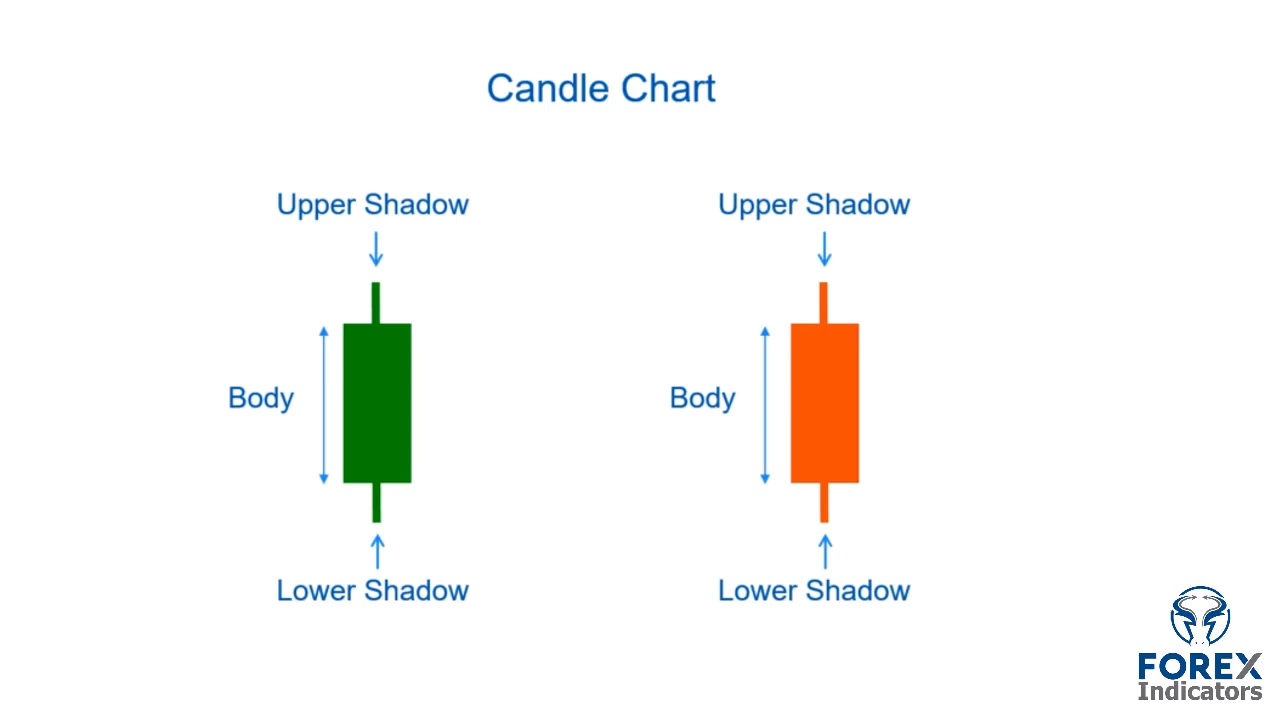 Candle Chart
Upper Shadow
Upper Shadow
Body
Body
Lower Shadow
Lower Shadow
FOREX
Indicators